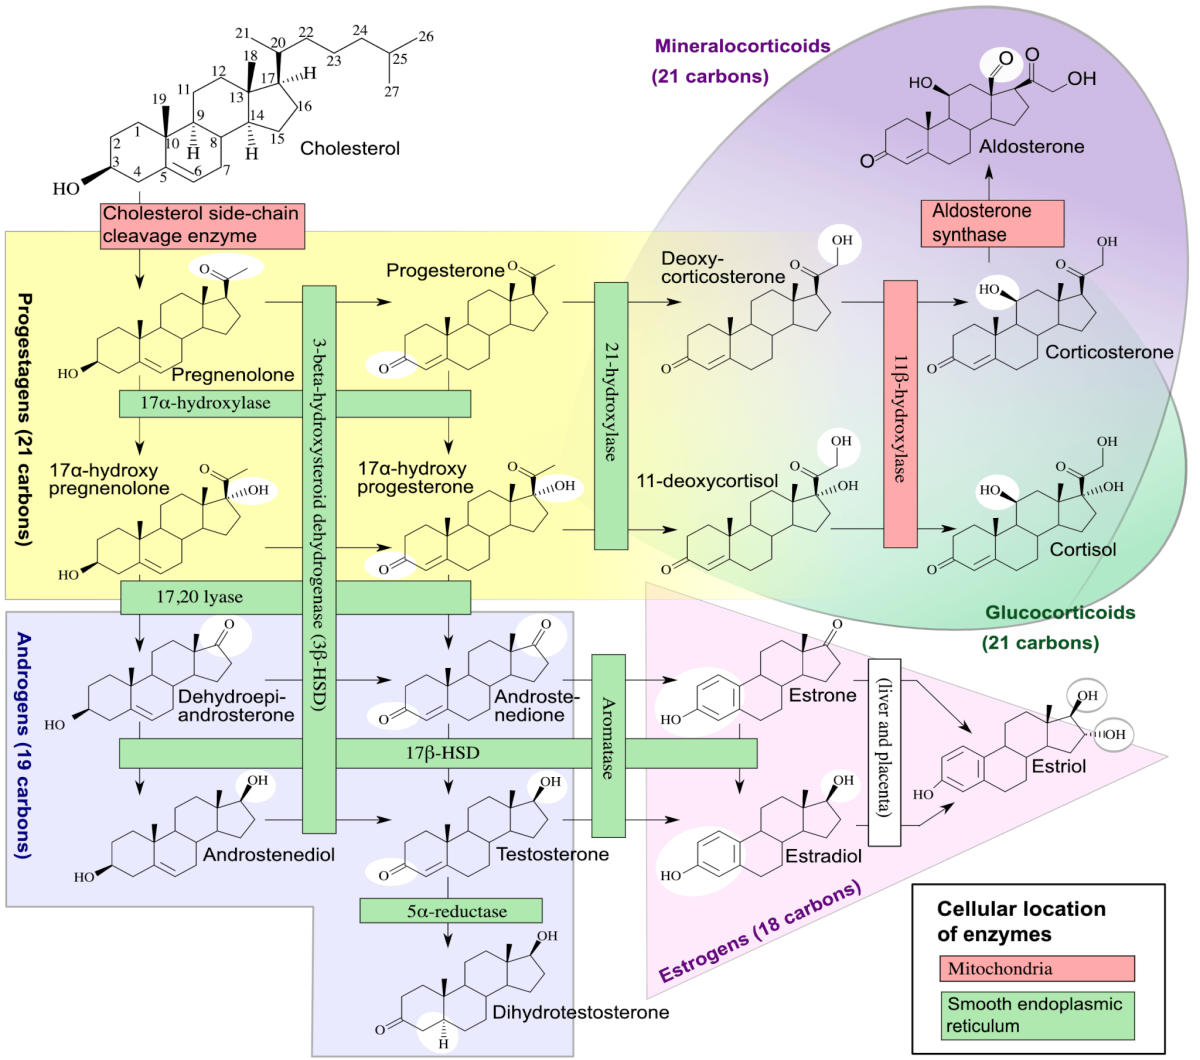 21
22
24
26
20
23
25
27
18
12
17
H
11
13
16
19
9
14
15
1
10
8
2
H
H
3
4
5
6
7
HO
Cholesterol
Cholesterol side-chain
cleavage enzyme
Mineralocorticoids
(21 carbons)
O
O
OH
HO
O
Aldosterone
Aldosterone
synthase
Progestagens (21 carbons)
O
HO
Pregnenolone
Progesterone
O
O
Deoxy-
corticosterone
OH
O
O
OH
O
HO
O
Corticosterone
17α-hydroxylase
3-beta-hydroxysteroid dehydrogenase (3β-HSD)
21-hydroxylase
11β-hydroxylase
17α-hydroxy
pregnenolone
O
OH
HO
17α-hydroxy
progesterone
O
OH
O
11-deoxycortisol
OH
O
OH
O
OH
O
HO
OH
O
Cortisol
17,20 lyase
Glucocorticoids
(21 carbons)
Androgens (19 carbons)
O
HO
Dehydroepi-
androsterone
O
O
Androste-
nedione
Aromatase
O
HO
Estrone
(liver and placenta)
OH
OH
HO
Estriol
17β-HSD
OH
HO
Androstenediol
OH
O
Testosterone
OH
HO
Estradiol
Estrogens (18 carbons)
5α-reductase
OH
O
H
Dihydrotestosterone
Cellular location
of enzymes
Mitochondria
Smooth endoplasmic
reticulum